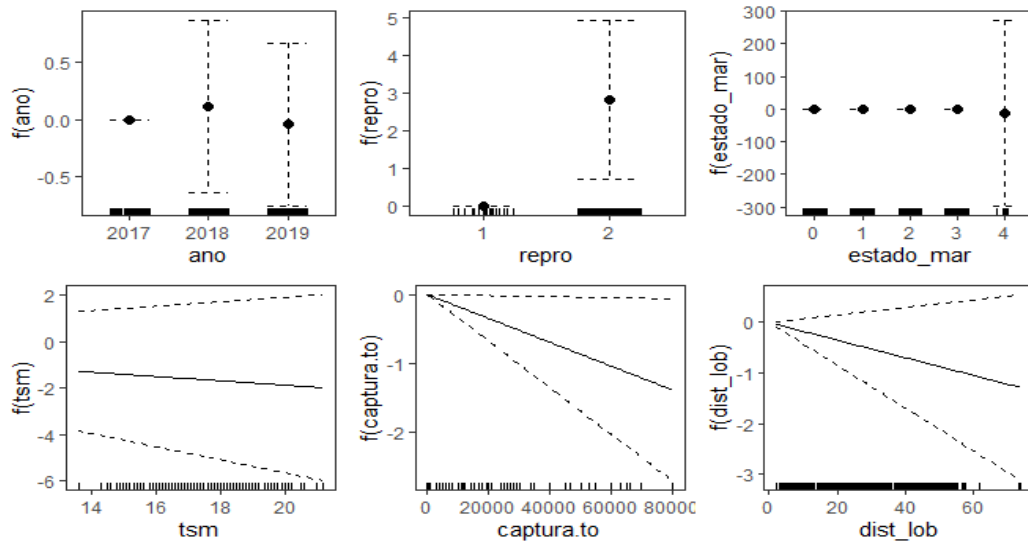 f(ano)
0.5
0.0
-0.5
2017 2018 2019
ano
f(repro)
5
4
3
2
1
0
1 2
repro
f(estado_mar)
300
200
100
0
-100
-200
-300
0 1 2 3 4
estado_mar
f(tsm)
2
0
-2
-4
-6
14 16 18 20
tsm
f(captura.to)
0
-1
-2
0 20000 40000 60000 80000
captura.to
f(dist_lob)
0
-1
-2
-3
0 20 40 60
dist_lob